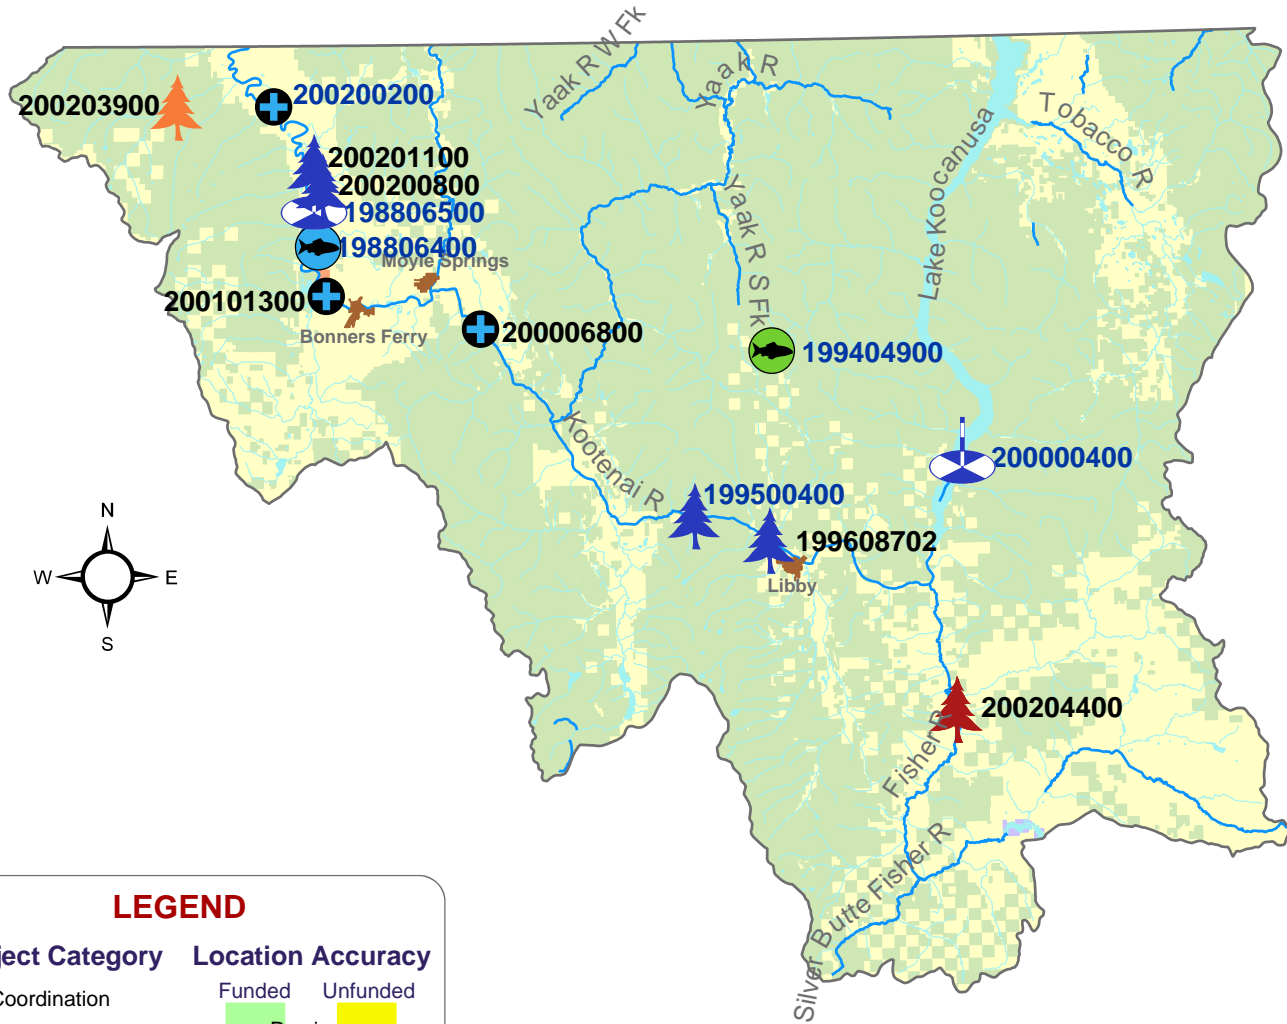 Yaak R W Fk
Yaak R
200203900
200200200
Tobacco R
200201100
200200800
198806500
198806400
Moyie Springs
Lake Koocanusa
Yaak R S Fk
200101300
Bonners Ferry
200006800
199404900
Kootenai R
200000400
199500400
199608702
Libby
N
W
E
S
200204400
Fisher R
Silver Butte Fisher R
LEGEND
ject Category
Location Accuracy
Coordination
Funded
Unfunded